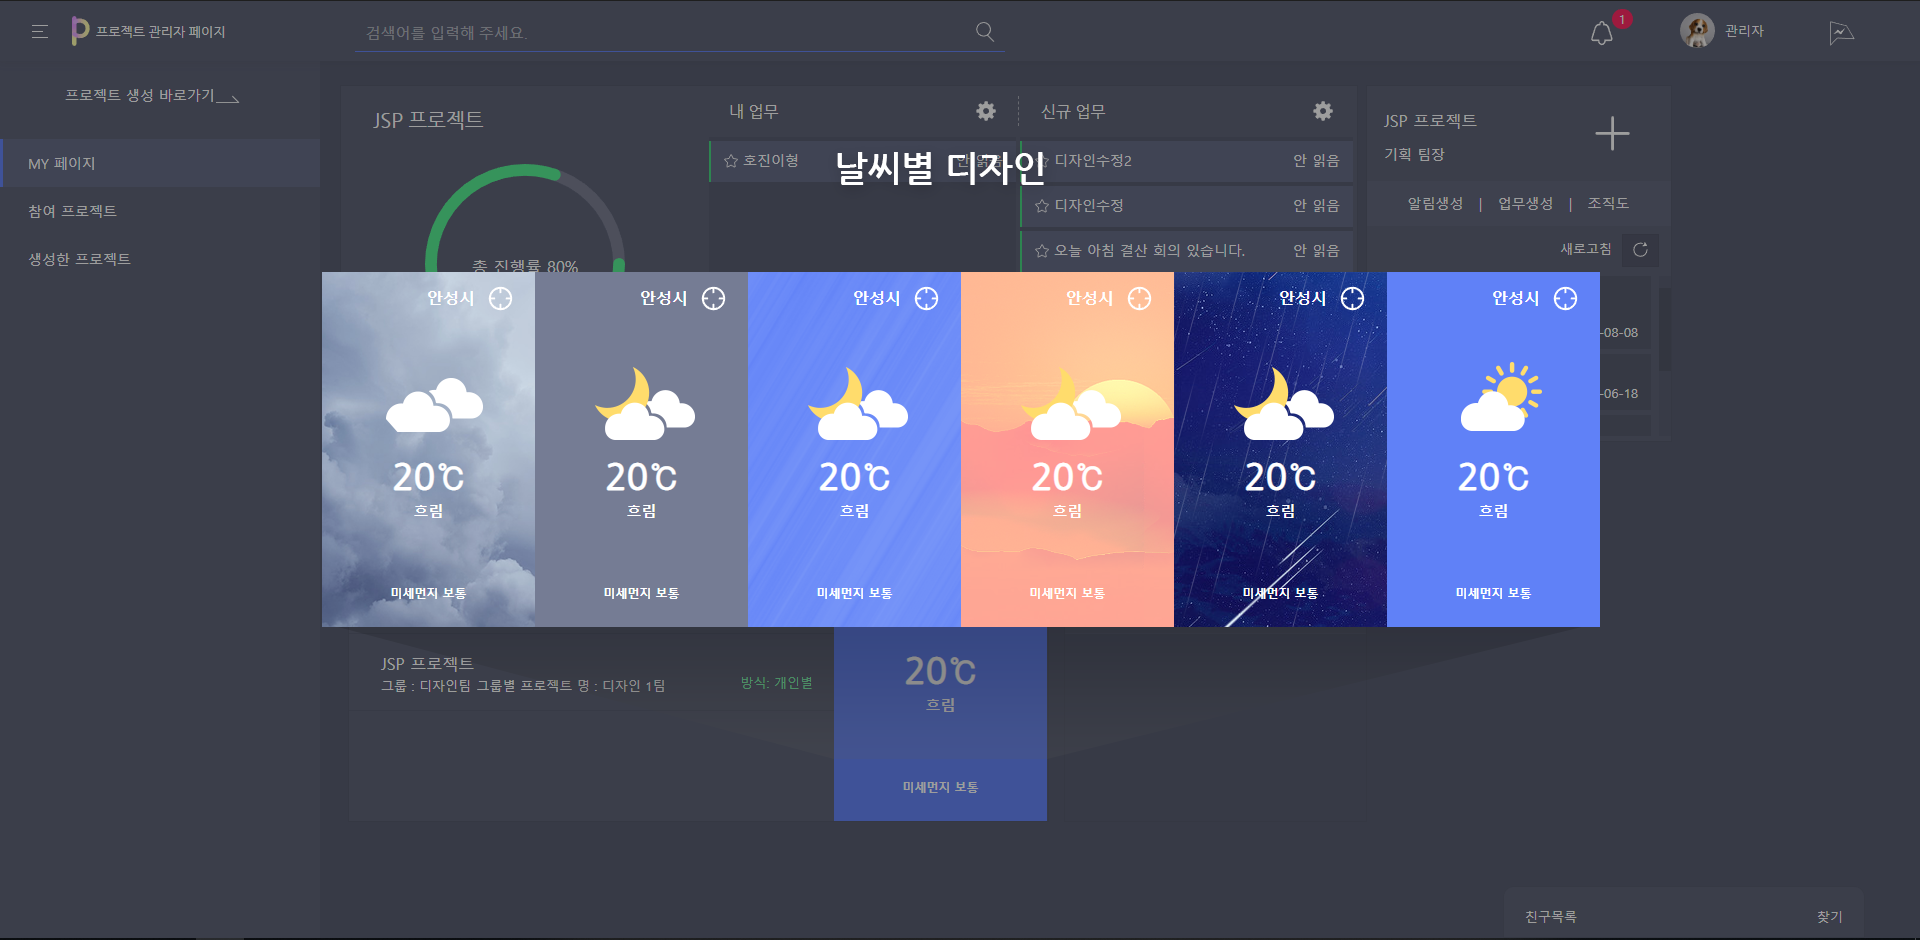 프로젝트 관리자 페이지
검색어를 입력해 주세요.
1
관리자
프로젝트 생성 바로가기
MY 페이지
참여 프로젝트
생성한 프로젝트
JSP 프로젝트
총 진행률 80%
내 업무
호진이형
안 읽음
신규 업무
디자인수정2
안 읽음
디자인수정
안 읽음
오늘 아침 결산 회의 있습니다.
안 읽음
JSP 프로젝트
기획 팀장
알림생성 | 업무생성 | 조직도
새로고침
-08-08
-06-18
날씨별 디자인
안성시
20℃
흐림
미세먼지 보통
안성시
20℃
흐림
미세먼지 보통
안성시
20℃
흐림
미세먼지 보통
안성시
20℃
흐림
미세먼지 보통
안성시
20℃
흐림
미세먼지 보통
안성시
20℃
흐림
미세먼지 보통
JSP 프로젝트
그룹 : 디자인팀 그룹별 프로젝트 명 : 디자인 1팀
방식: 개인별
20℃
흐림
미세먼지 보통
친구목록
찾기